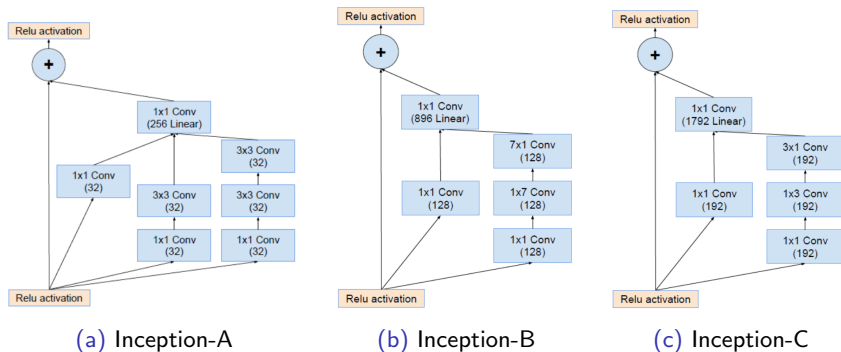 Relu activation
+
1x1 Conv
(256 Linear)
3x3 Conv
(32)
1x1 Conv
(32)
3x3 Conv
(32)
3x3 Conv
(32)
1x1 Conv
(32)
1x1 Conv
(32)
Relu activation
(a) Inception-A
Relu activation
+
1x1 Conv
(896 Linear)
7x1 Conv
(128)
1x1 Conv
(128)
1x7 Conv
(128)
1x1 Conv
(128)
Relu activation
(b) Inception-B
Relu activation
+
1x1 Conv
(1792 Linear)
3x1 Conv
(192)
1x1 Conv
(192)
1x3 Conv
(192)
1x1 Conv
(192)
Relu activation
(c) Inception-C